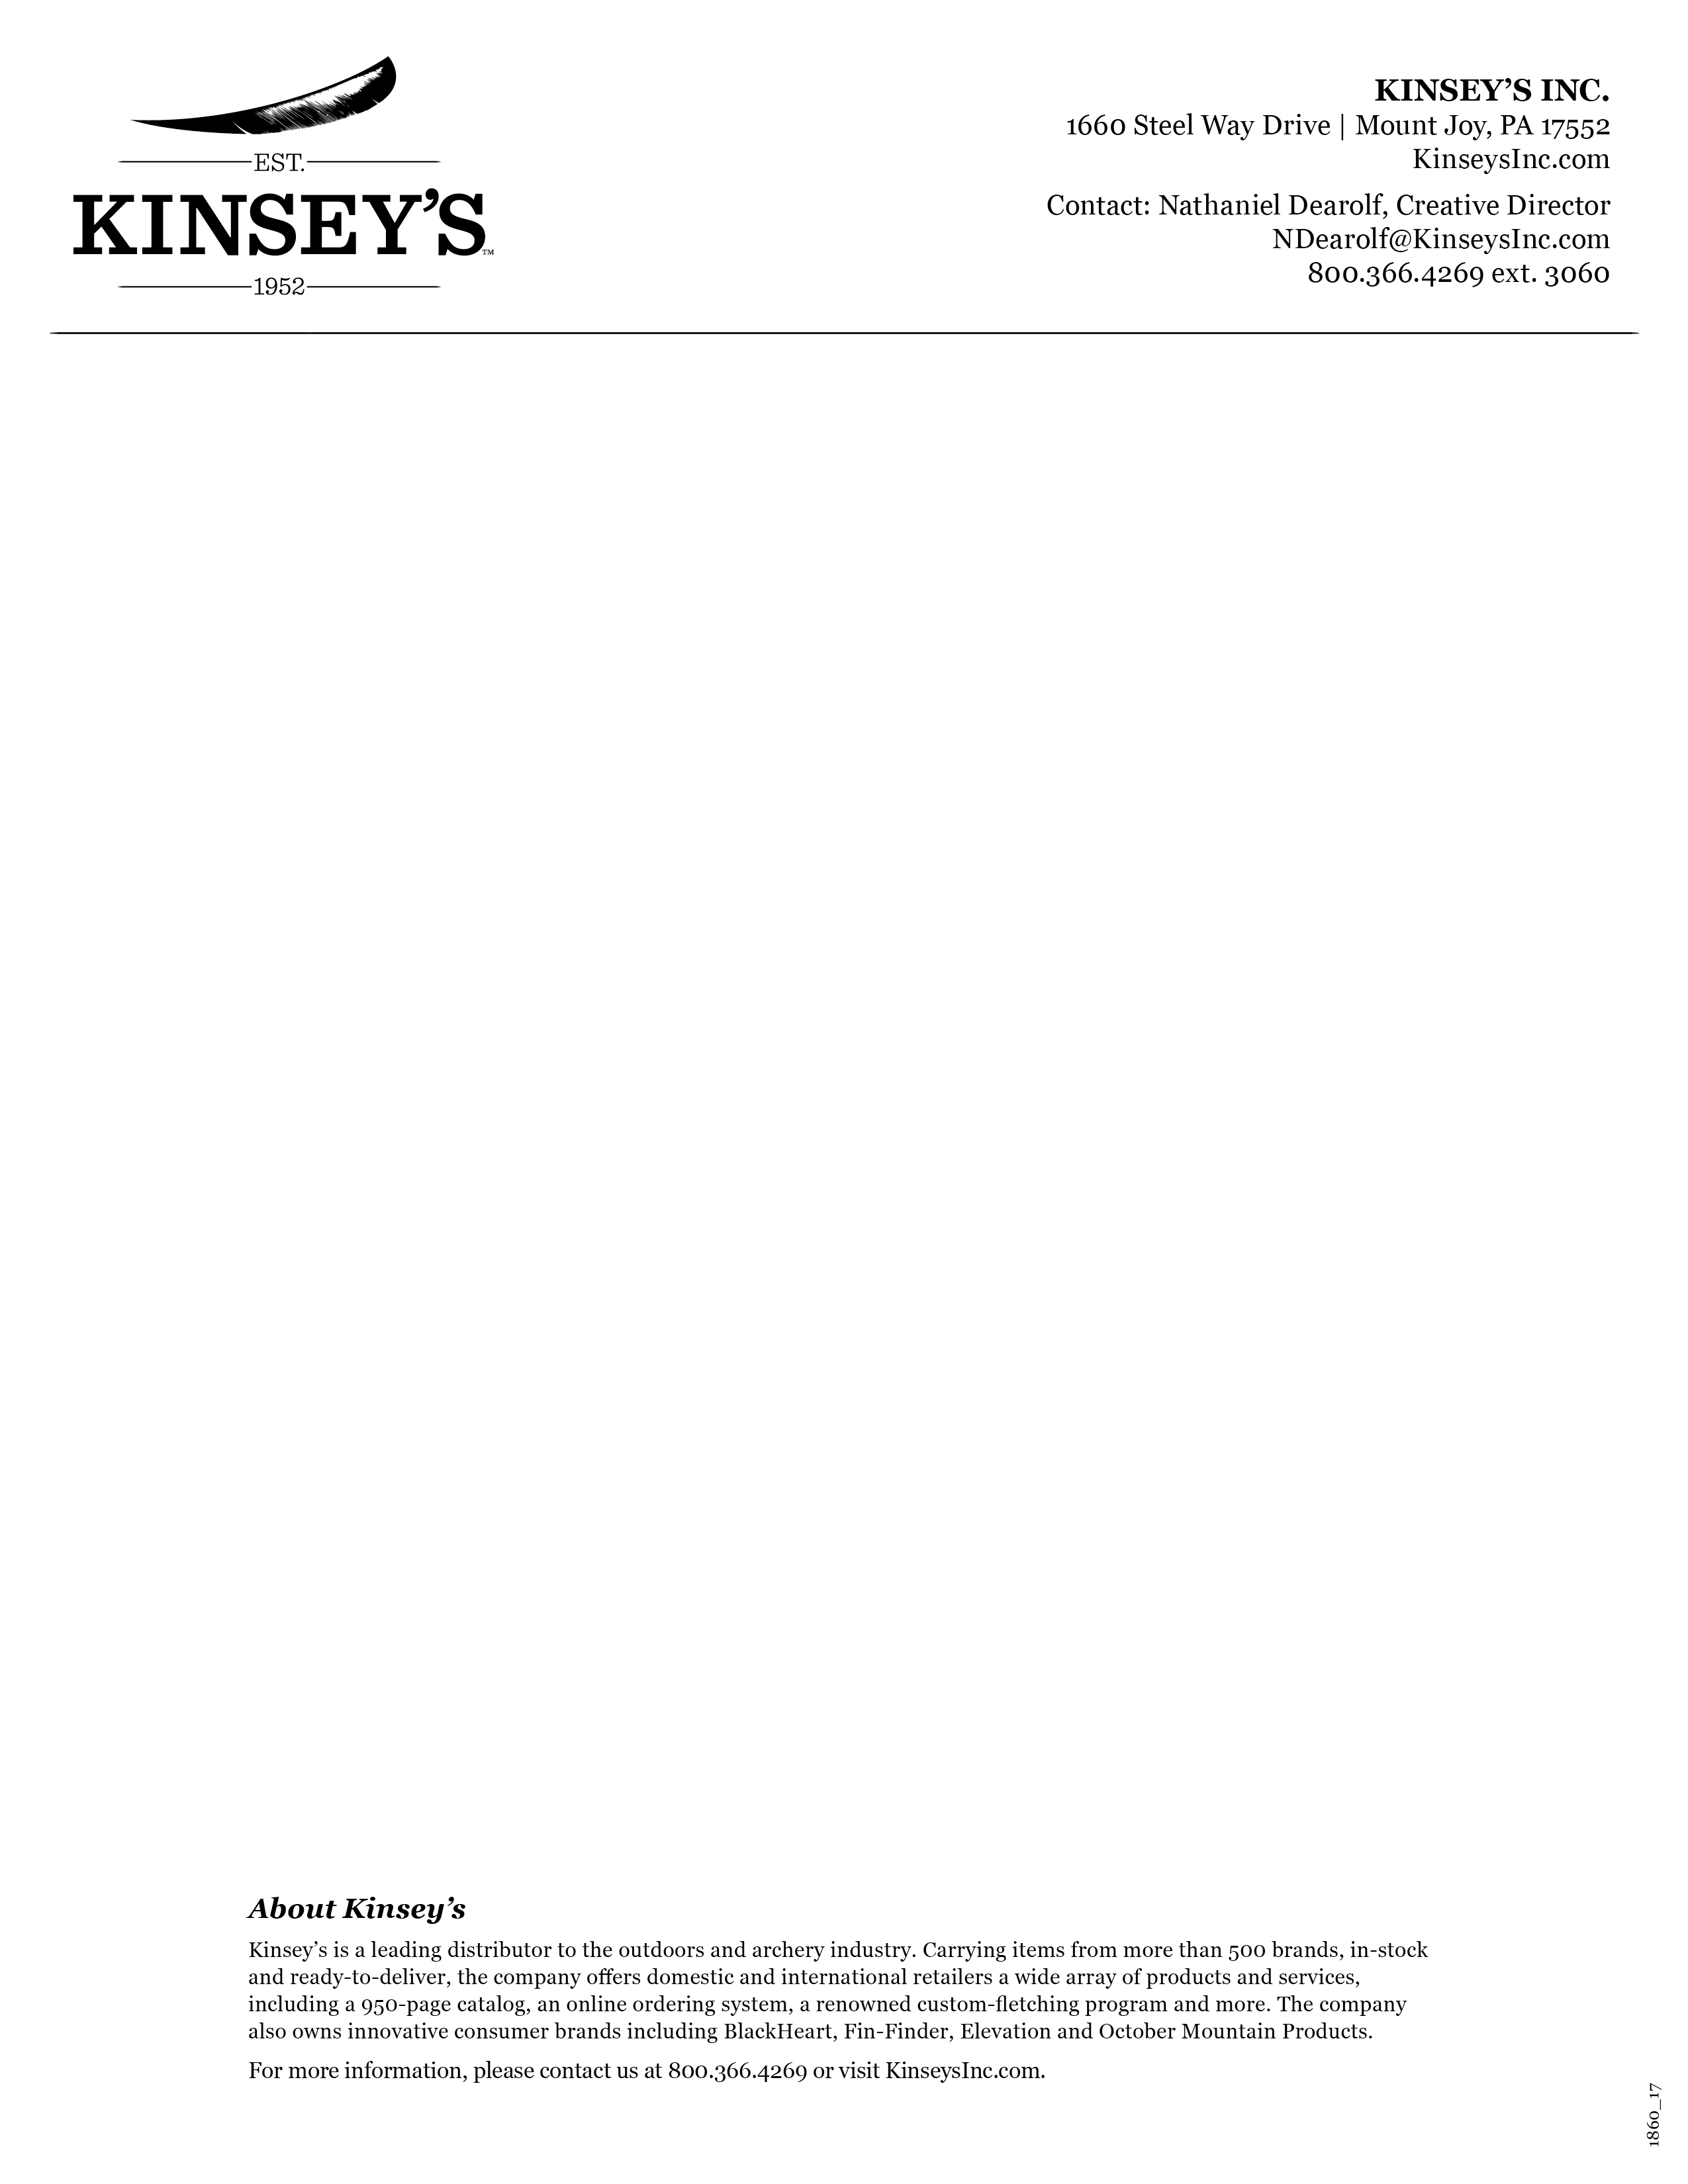 EST.
KINSEY’S™
1952
KINSEY’S INC.
1660 Steel Way Drive | Mount Joy, PA 17552
KinseysInc.com
Contact: Nathaniel Dearolf, Creative Director
NDearolf@KinseysInc.com
800.366.4269 ext. 3060
About Kinsey’s
Kinsey’s is a leading distributor to the outdoors and archery industry. Carrying items from more than 500 brands, in-stock
and ready-to-deliver, the company offers domestic and international retailers a wide array of products and services,
including a 950-page catalog, an online ordering system, a renowned custom-fletching program and more. The company
also owns innovative consumer brands including BlackHeart, Fin-Finder, Elevation and October Mountain Products.
For more information, please contact us at 800.366.4269 or visit KinseysInc.com.
1860_17